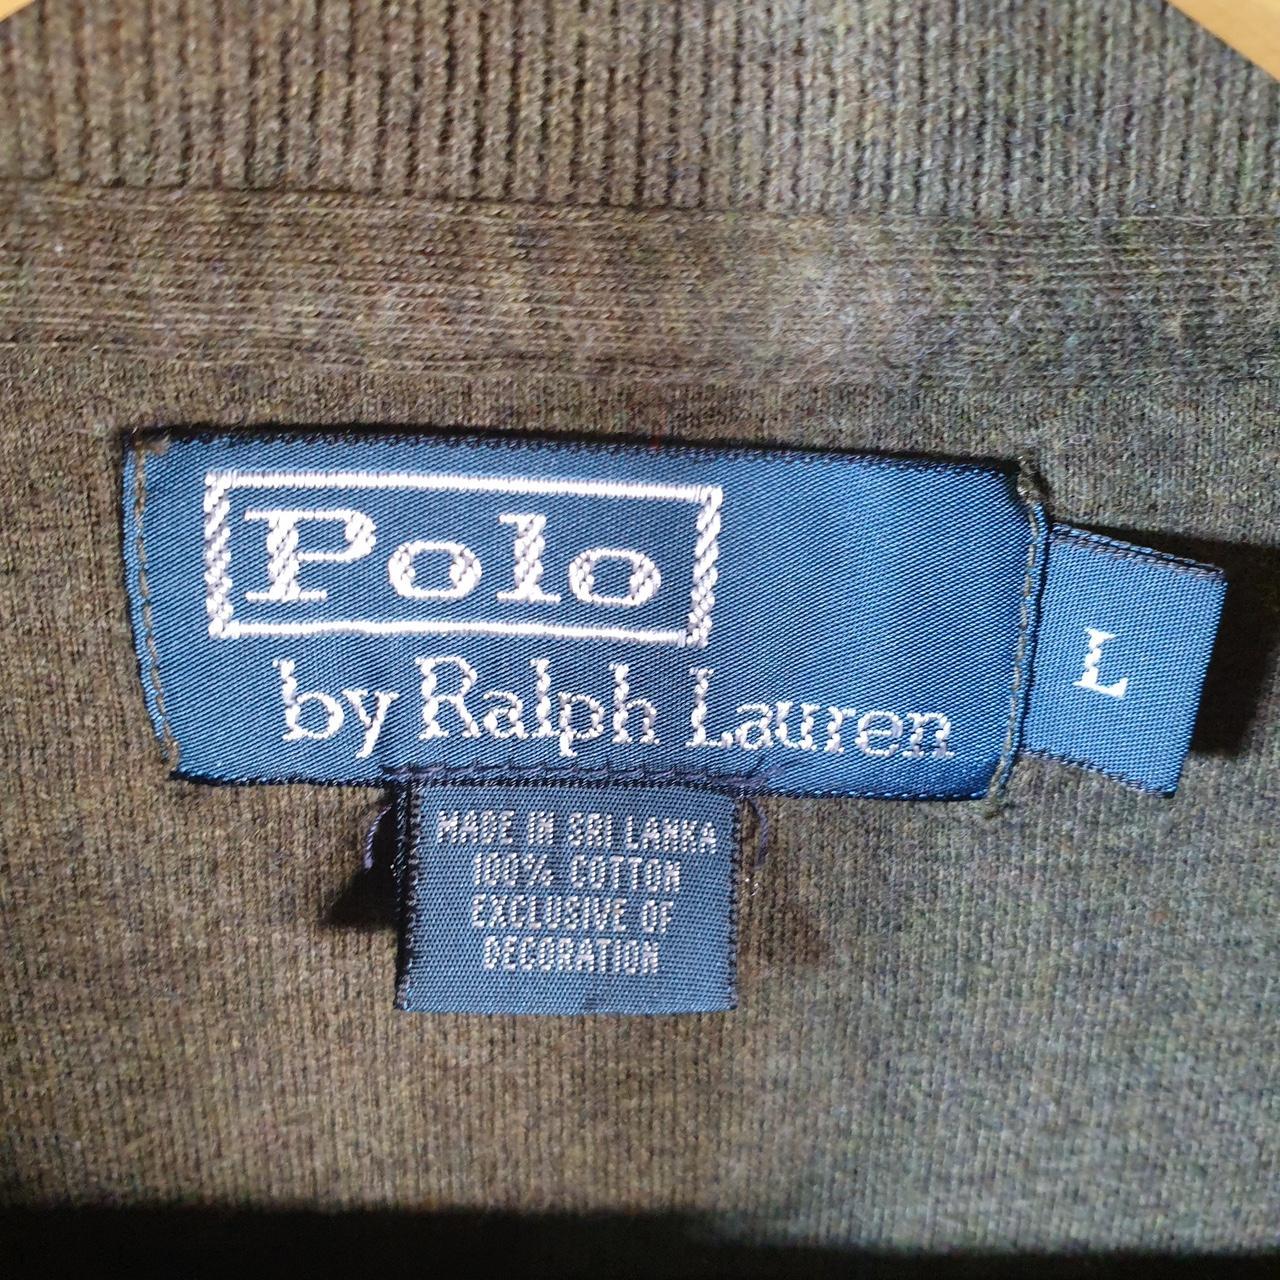 Polo
by Ralph Lauren
L
MADE IN SRI LANKA
100% COTTON
EXCLUSIVE OF
DECORATION